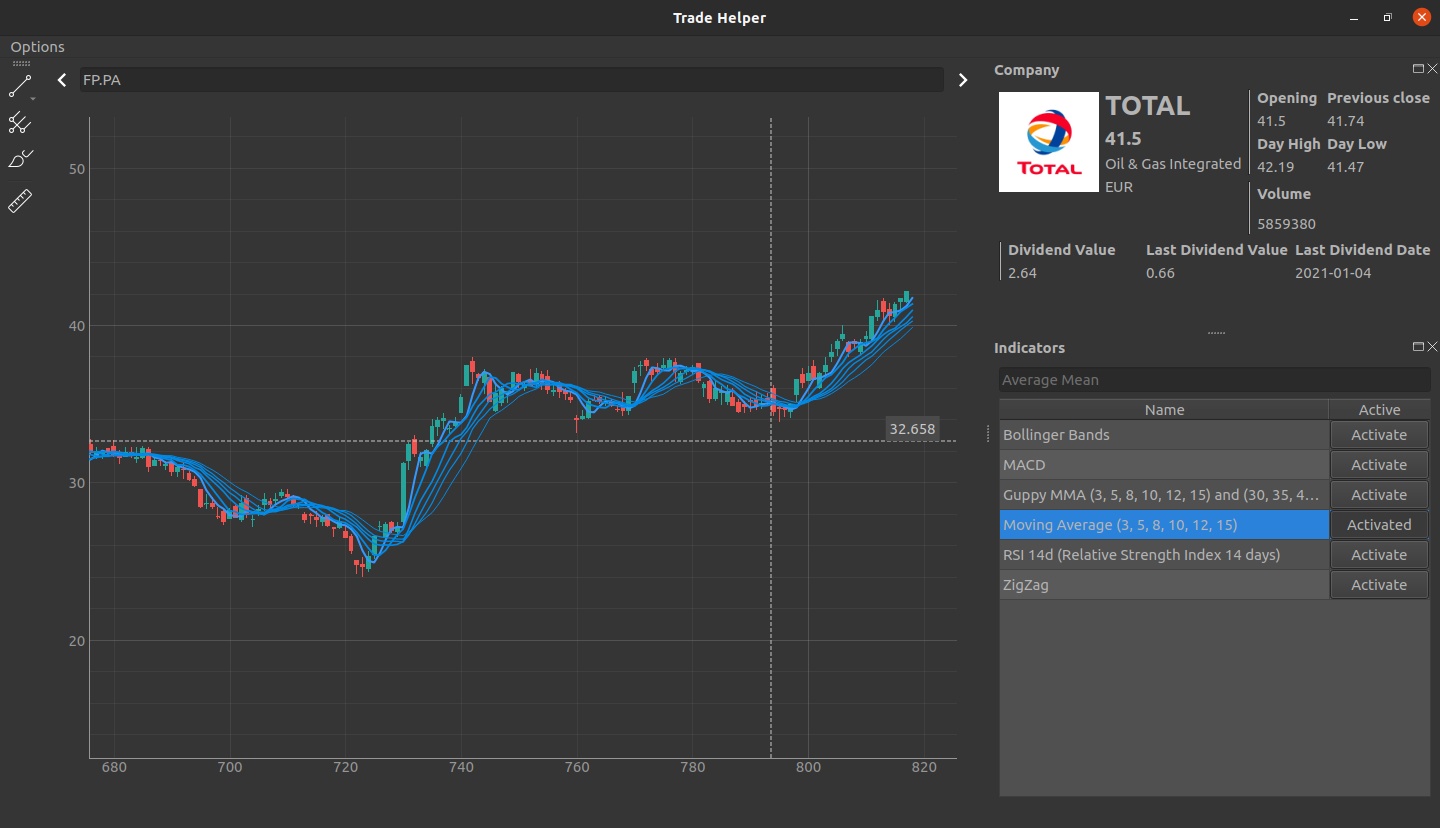 Trade Helper
Options
FP.PA
50
40
30
20
32.658
680 700 720 740 760 780 800 820
Company
TOTAL
TOTAL
41.5
Oil & Gas Integrated
EUR
Opening Previous close
41.5 41.74
Day High Day Low
42.19 41.47
Volume
5859380
Dividend Value Last Dividend Value Last Dividend Date
2.64 0.66 2021-01-04
Indicators
Average Mean
Name Active
Bollinger Bands Activate
MACD Activate
Guppy MMA (3, 5, 8, 10, 12, 15) and (30, 35, 4... Activate
Moving Average (3, 5, 8, 10, 12, 15) Activated
RSI 14d (Relative Strength Index 14 days) Activate
ZigZag Activate